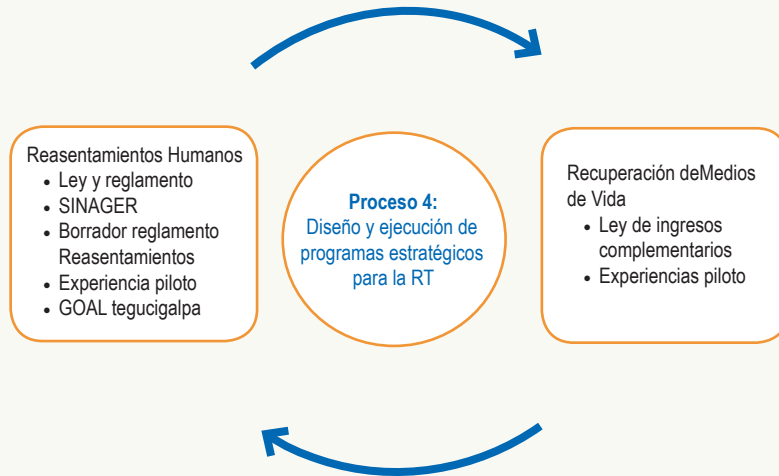 Reasentamientos Humanos
• Ley y reglamento
• SINAGER
• Borrador reglamento
Reasentamientos
• Experiencia piloto
• GOAL tegucigalpa
Proceso 4:
Diseño y ejecución de
programas estratégicos
para la RT
Recuperación deMedios
de Vida
• Ley de ingresos
complementarios
• Experiencias piloto